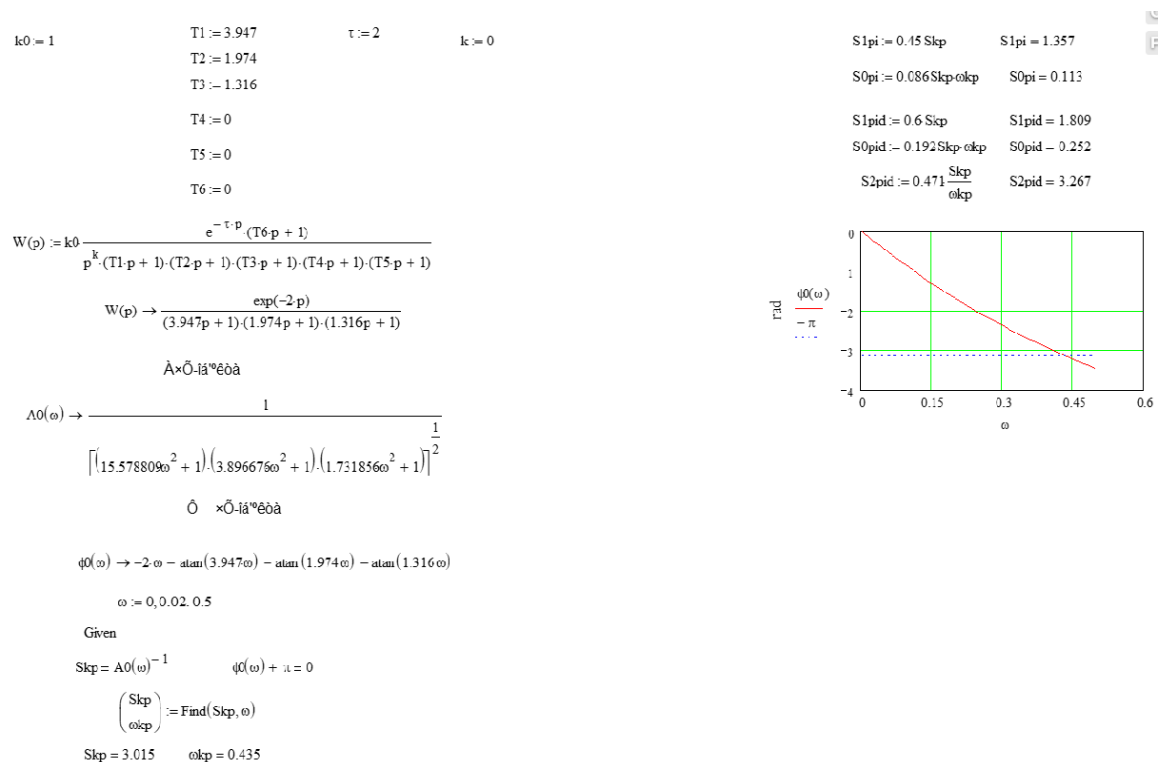 k0 := 1
T1 := 3.947
τ := 2
k := 0
T2 := 1.974
T3 := 1.316
T4 := 0
T5 := 0
T6 := 0
W(p) := k0· e^(−τ·p)·(T6·p + 1) / p^k·(T1·p + 1)·(T2·p + 1)·(T3·p + 1)·(T4·p + 1)·(T5·p + 1)
W(p) → exp(−2·p) / (3.947p + 1)·(1.974p + 1)·(1.316p + 1)
À×Õ-îá'ºêòà
A0(ω) → 1 / [(15.578809ω² + 1)·(3.896676ω² + 1)·(1.731856ω² + 1)]^(1/2)
Ô ×Õ-îá'ºêòà
ϕ0(ω) → −2·ω − atan(3.947ω) − atan(1.974ω) − atan(1.316ω)
ω := 0, 0.02.. 0.5
Given
Skp = A0(ω)^−1
ϕ0(ω) + π = 0
(Skp ωkp) := Find(Skp, ω)
Skp = 3.015
ωkp = 0.435
S1pi := 0.45 Skp
S1pi = 1.357
S0pi := 0.086Skp·ωkp
S0pi = 0.113
S1pid := 0.6 Skp
S1pid = 1.809
S0pid := 0.192Skp·ωkp
S0pid = 0.252
S2pid := 0.471 Skp / ωkp
S2pid = 3.267
rad
ϕ0(ω)
−π
0
1
−2
−3
−4
0
0.15
0.3
0.45
0.6
ω